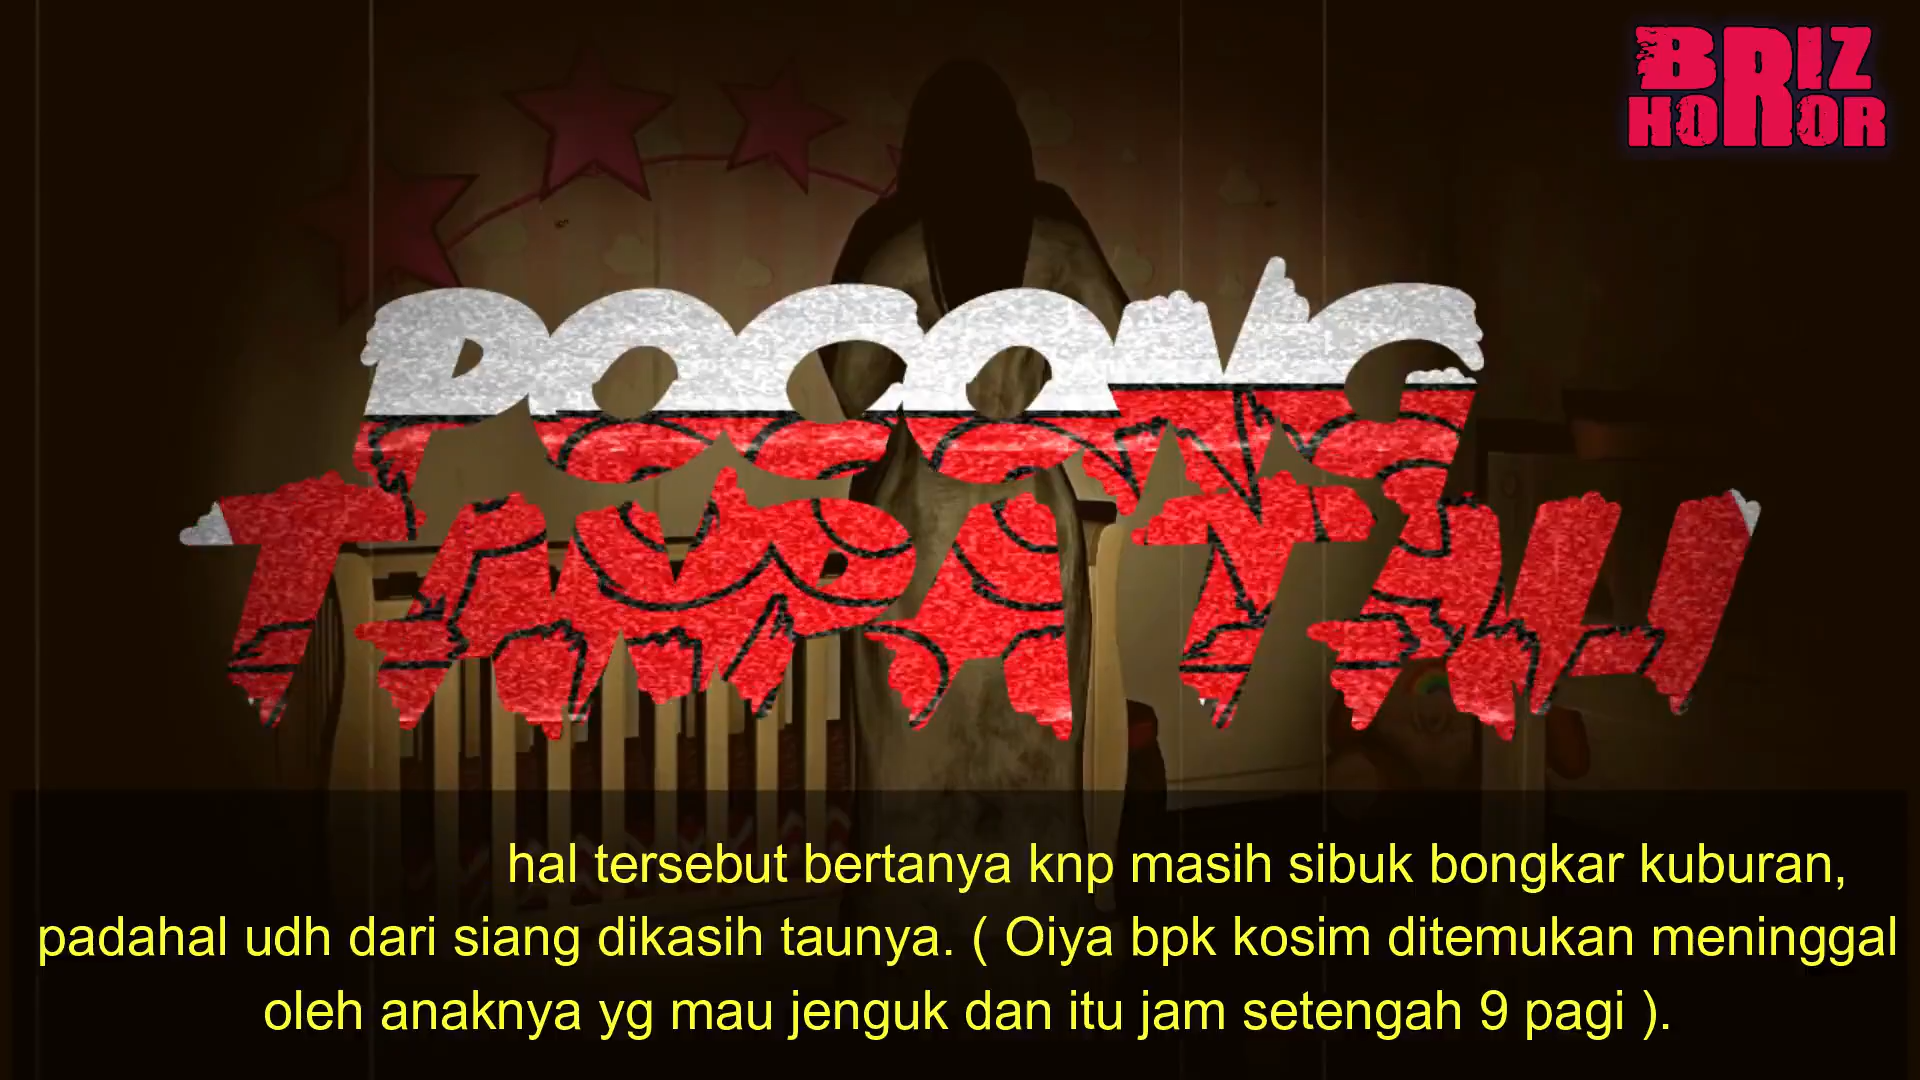 BRIZ
HOROR
POCONG
TANPA TALI
hal tersebut bertanya knp masih sibuk bongkar kuburan,
padahal udh dari siang dikasih taunya. ( Oiya bpk kosim ditemukan meninggal
oleh anaknya yg mau jenguk dan itu jam setengah 9 pagi ).